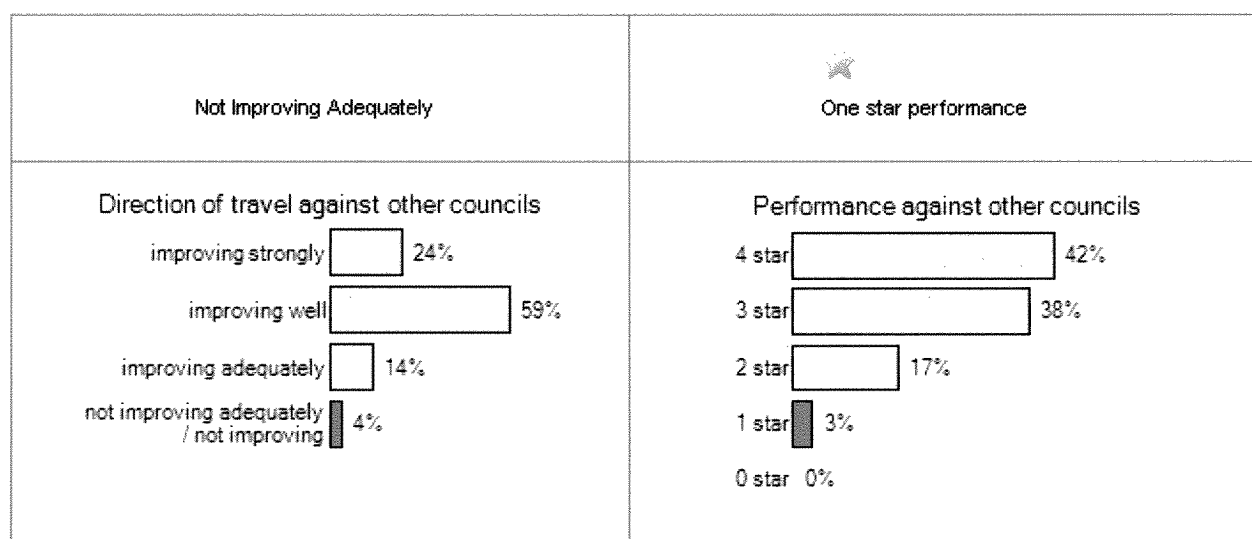 Not Improving Adequately
One star performance
Direction of travel against other councils
improving strongly 24%
improving well 59%
improving adequately 14%
not improving adequately
/ not improving 4%
Performance against other councils
4 star 42%
3 star 38%
2 star 17%
1 star 3%
0 star 0%